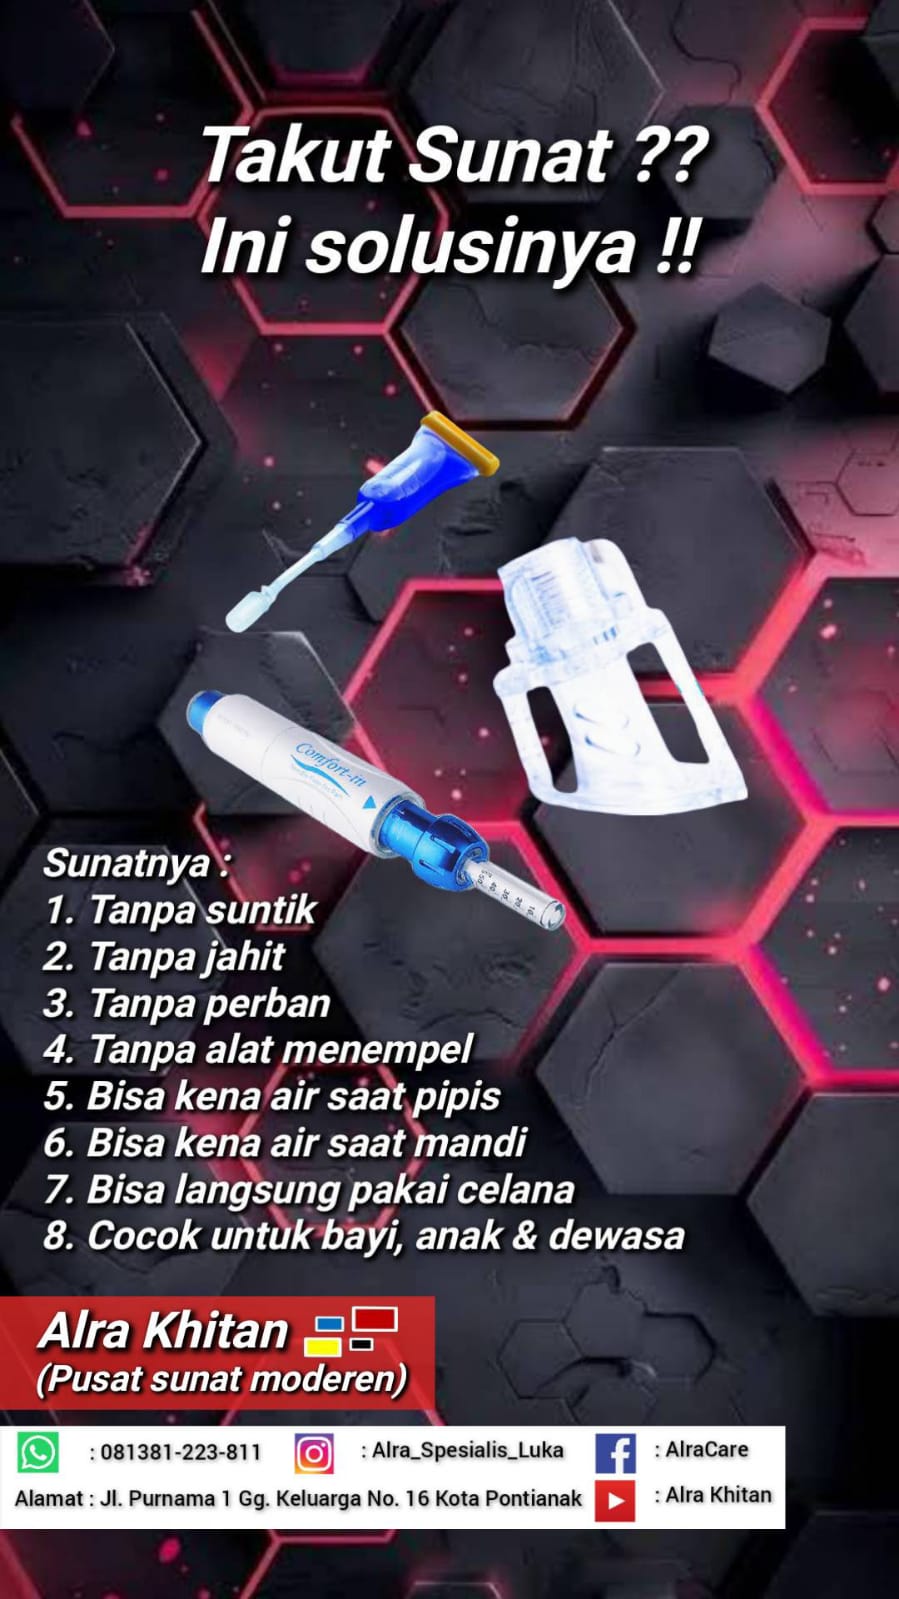 Takut Sunat ??
Ini solusinya !!
Comfort-in
Sunatnya :
1. Tanpa suntik
2. Tanpa jahit
3. Tanpa perban
4. Tanpa alat menempel
5. Bisa kena air saat pipis
6. Bisa kena air saat mandi
7. Bisa langsung pakai celana
8. Cocok untuk bayi, anak & dewasa
Alra Khitan
(Pusat sunat moderen)
: 081381-223-811 : Alra_Spesialis_Luka : AlraCare
Alamat : Jl. Purnama 1 Gg. Keluarga No. 16 Kota Pontianak : Alra Khitan